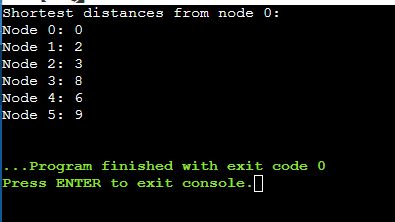 Shortest distances from node 0:
Node 0: 0
Node 1: 2
Node 2: 3
Node 3: 8
Node 4: 6
Node 5: 9
...Program finished with exit code 0
Press ENTER to exit console.